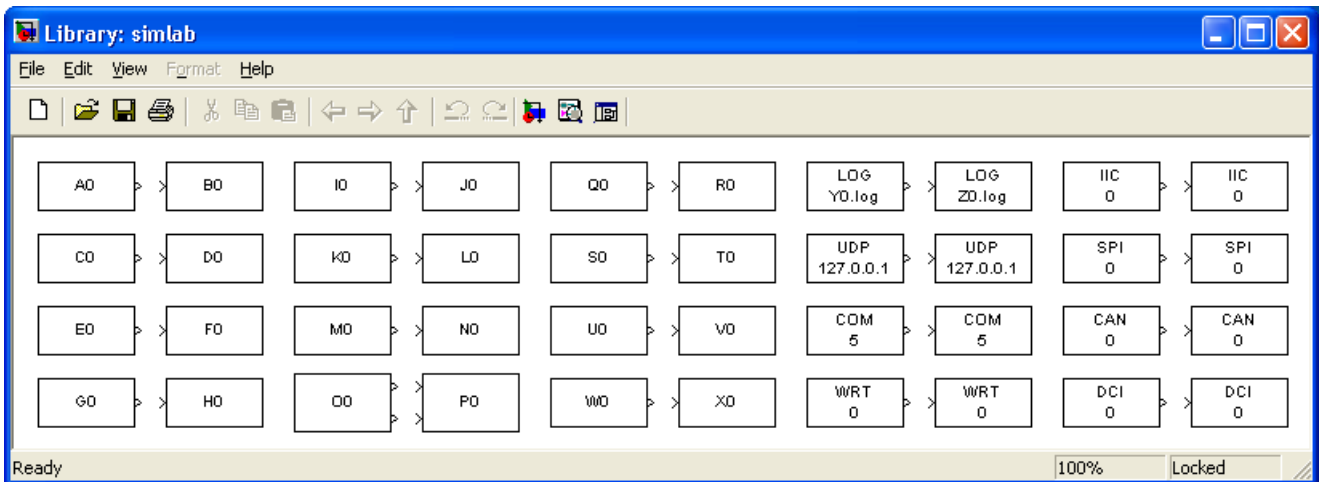 Library: simlab
File Edit View Format Help
A0 B0 I0 J0 Q0 R0 LOG Y0.log LOG Z0.log IIC 0 IIC 0
C0 D0 K0 L0 S0 T0 UDP 127.0.0.1 UDP 127.0.0.1 SPI 0 SPI 0
E0 F0 M0 N0 U0 V0 COM 5 COM 5 CAN 0 CAN 0
G0 H0 O0 P0 W0 X0 WRT 0 WRT 0 DCI 0 DCI 0
Ready 100% Locked